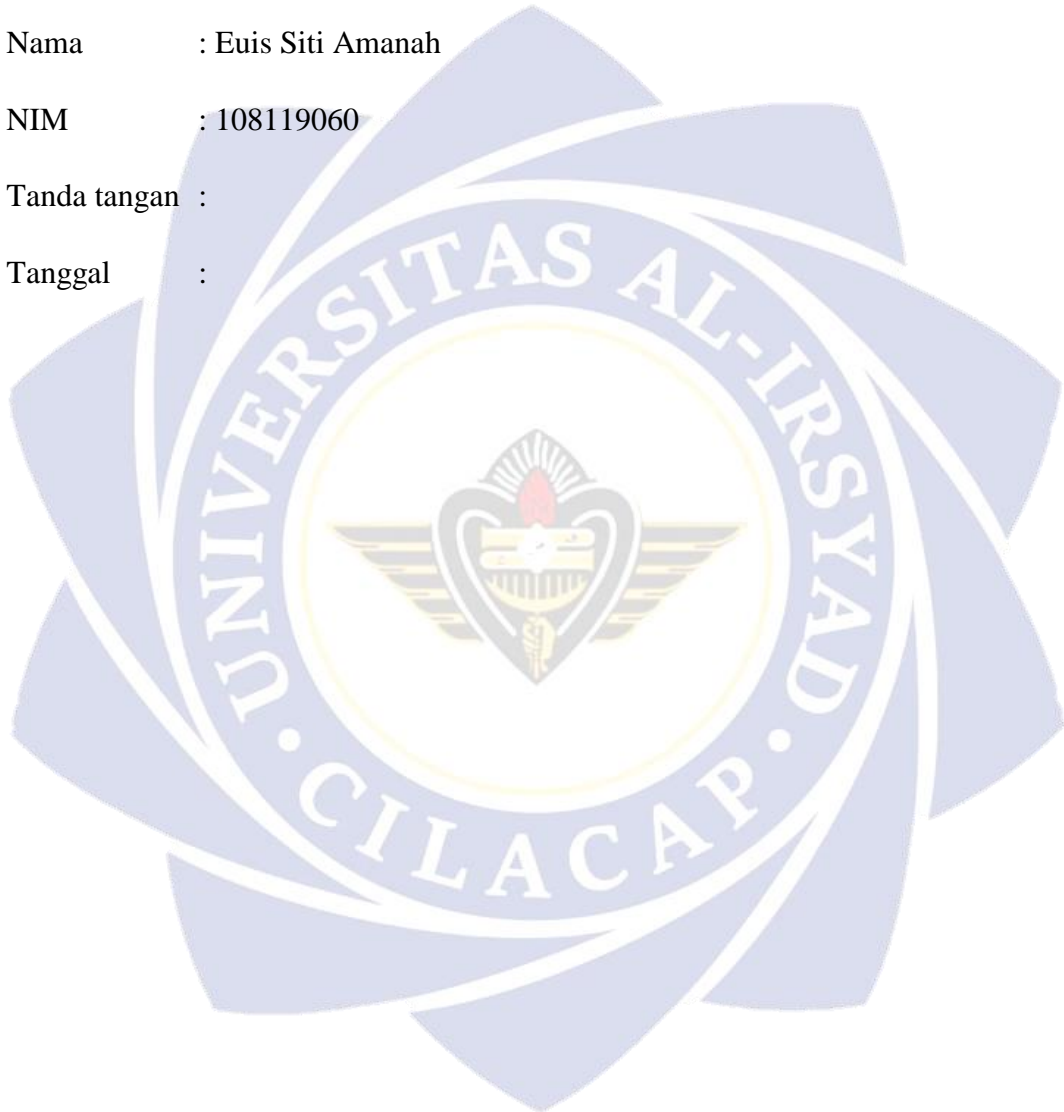 Nama : Euis Siti Amanah
NIM : 108119060
Tanda tangan :
Tanggal :
UNIVERSITAS AL-IRSYAD
CILACAP